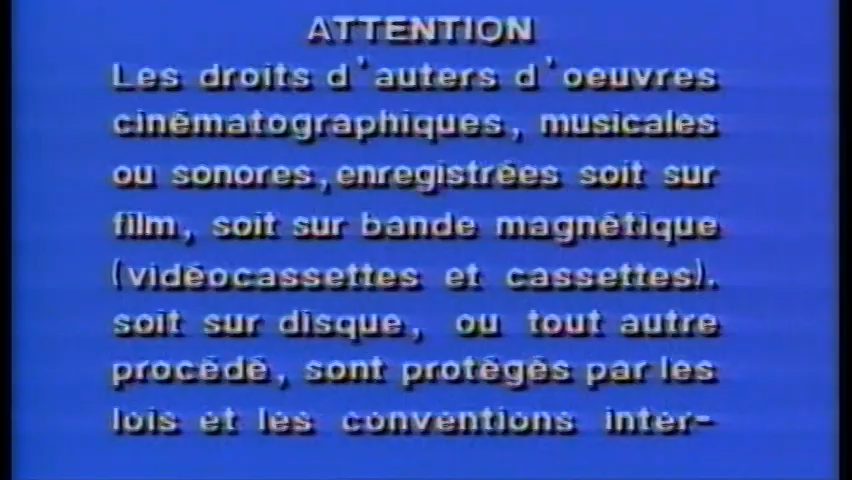 ATTENTION
Les droits d'auters d'oeuvres
cinématographiques, musicales
ou sonores,enregistrées soit sur
film, soit sur bande magnétique
(vidéocassettes et cassettes).
soit sur disque, ou tout autre
procédé, sont protégés par les
lois et les conventions inter-